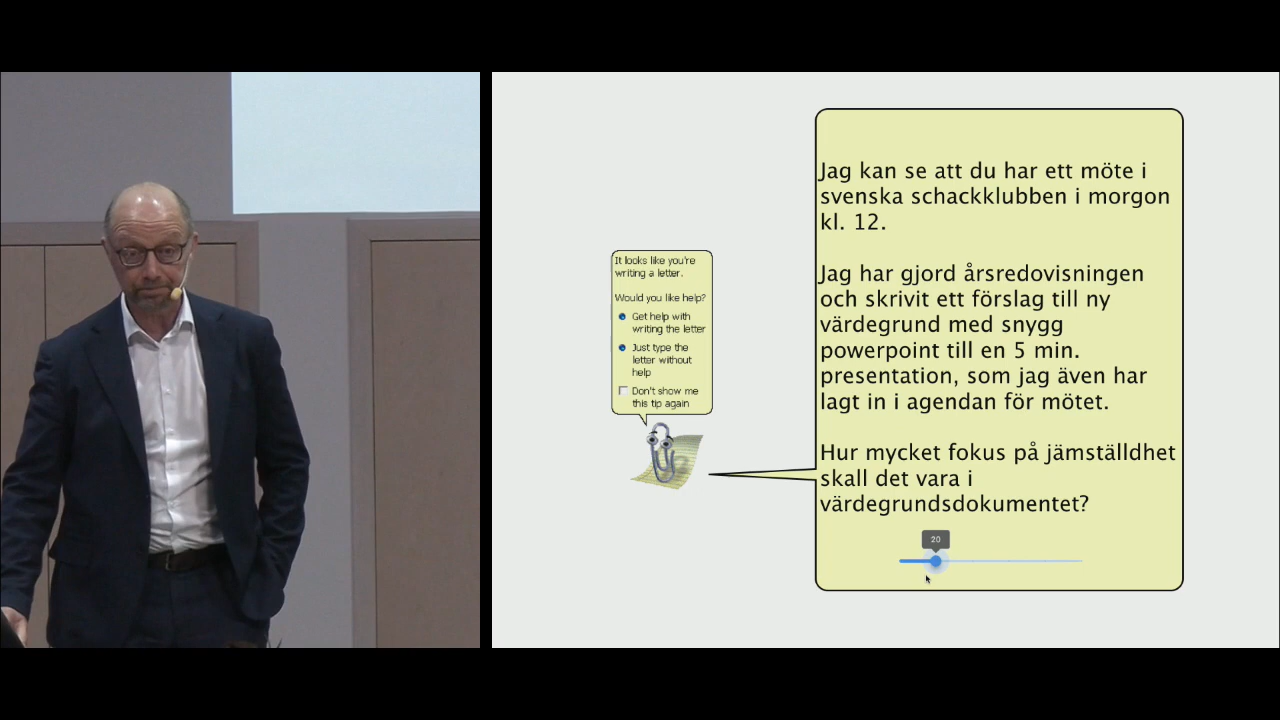 It looks like you're
writing a letter.
Would you like help?
Get help with
writing the letter
Just type the
letter without
help
Don't show me
this tip again
Jag kan se att du har ett möte i
svenska schackklubben i morgon
kl. 12.
Jag har gjord årsredovisningen
och skrivit ett förslag till ny
värdegrund med snygg
powerpoint till en 5 min.
presentation, som jag även har
lagt in i agendan för mötet.
Hur mycket fokus på jämställdhet
skall det vara i
värdegrundsdokumentet?
20